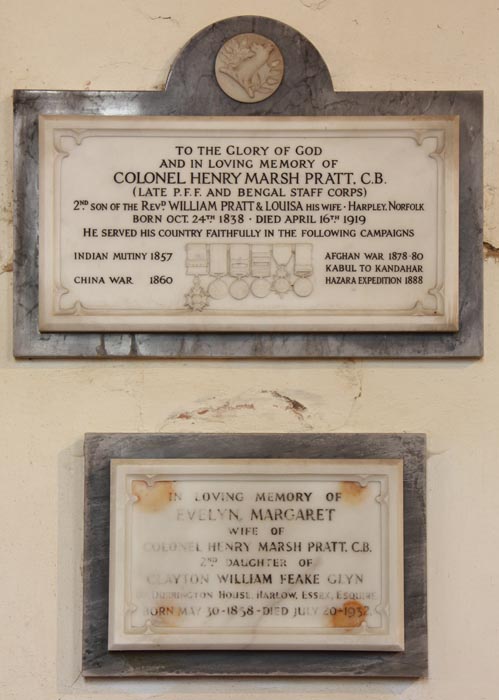 TO THE GLORY OF GOD
AND IN LOVING MEMORY OF
COLONEL HENRY MARSH PRATT, C.B.
(LATE P.F.F. AND BENGAL STAFF CORPS)
2ND SON OF THE REVD. WILLIAM PRATT & LOUISA HIS WIFE · HARPLEY, NORFOLK
BORN OCT. 24TH 1838 · DIED APRIL 16TH 1919
HE SERVED HIS COUNTRY FAITHFULLY IN THE FOLLOWING CAMPAIGNS
INDIAN MUTINY 1857
CHINA WAR 1860
AFGHAN WAR 1878-80
KABUL TO KANDAHAR
HAZARA EXPEDITION 1888
IN LOVING MEMORY OF
EVELYN, MARGARET
WIFE OF
COLONEL HENRY MARSH PRATT, C.B.
2ND DAUGHTER OF
CLAYTON WILLIAM FEAKE GLYN
DURRINGTON HOUSE, HARLOW, ESSEX, ESQUIRE
BORN MAY 30-1858-DIED JULY 20-1932.